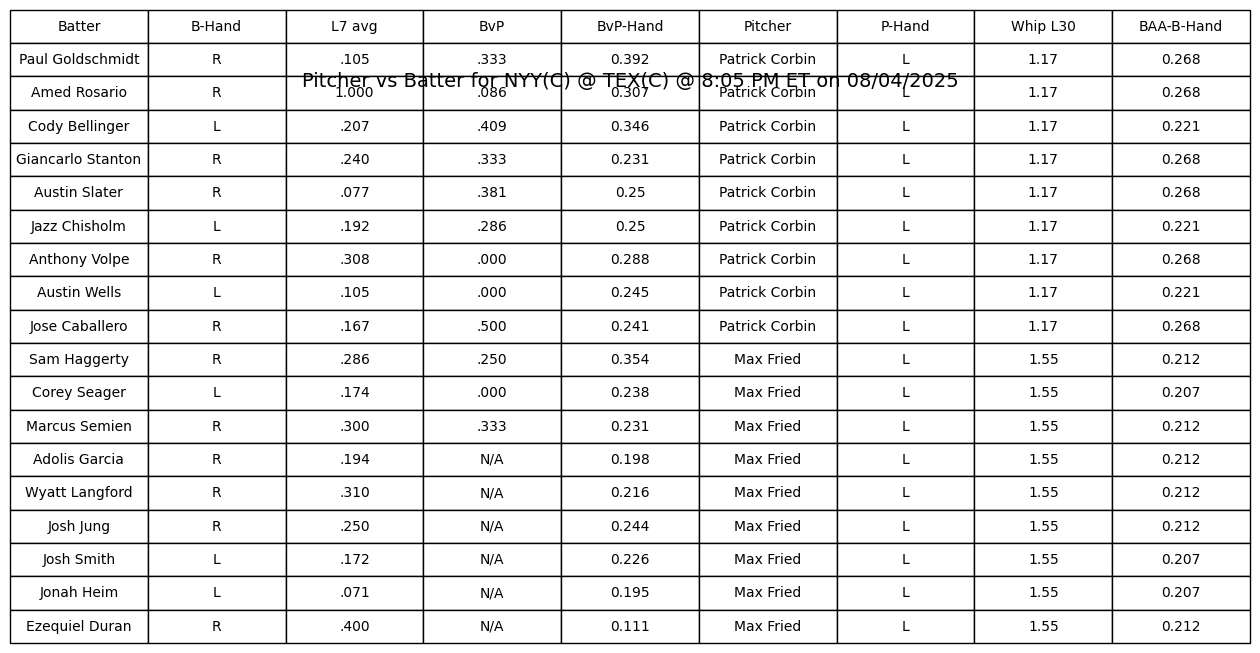 Batter B-Hand L7 avg BvP BvP-Hand Pitcher P-Hand Whip L30 BAA-B-Hand
Paul Goldschmidt R .105 .333 0.392 Patrick Corbin L 1.17 0.268
Pitcher vs Batter for NYY(C) @ TEX(C) @ 8:05 PM ET on 08/04/2025
Amed Rosario R 1.000 .086 0.307 Patrick Corbin L 1.17 0.268
Cody Bellinger L .207 .409 0.346 Patrick Corbin L 1.17 0.221
Giancarlo Stanton R .240 .333 0.231 Patrick Corbin L 1.17 0.268
Austin Slater R .077 .381 0.25 Patrick Corbin L 1.17 0.268
Jazz Chisholm L .192 .286 0.25 Patrick Corbin L 1.17 0.221
Anthony Volpe R .308 .000 0.288 Patrick Corbin L 1.17 0.268
Austin Wells L .105 .000 0.245 Patrick Corbin L 1.17 0.221
Jose Caballero R .167 .500 0.241 Patrick Corbin L 1.17 0.268
Sam Haggerty R .286 .250 0.354 Max Fried L 1.55 0.212
Corey Seager L .174 .000 0.238 Max Fried L 1.55 0.207
Marcus Semien R .300 .333 0.231 Max Fried L 1.55 0.212
Adolis Garcia R .194 N/A 0.198 Max Fried L 1.55 0.212
Wyatt Langford R .310 N/A 0.216 Max Fried L 1.55 0.212
Josh Jung R .250 N/A 0.244 Max Fried L 1.55 0.212
Josh Smith L .172 N/A 0.226 Max Fried L 1.55 0.207
Jonah Heim L .071 N/A 0.195 Max Fried L 1.55 0.207
Ezequiel Duran R .400 N/A 0.111 Max Fried L 1.55 0.212